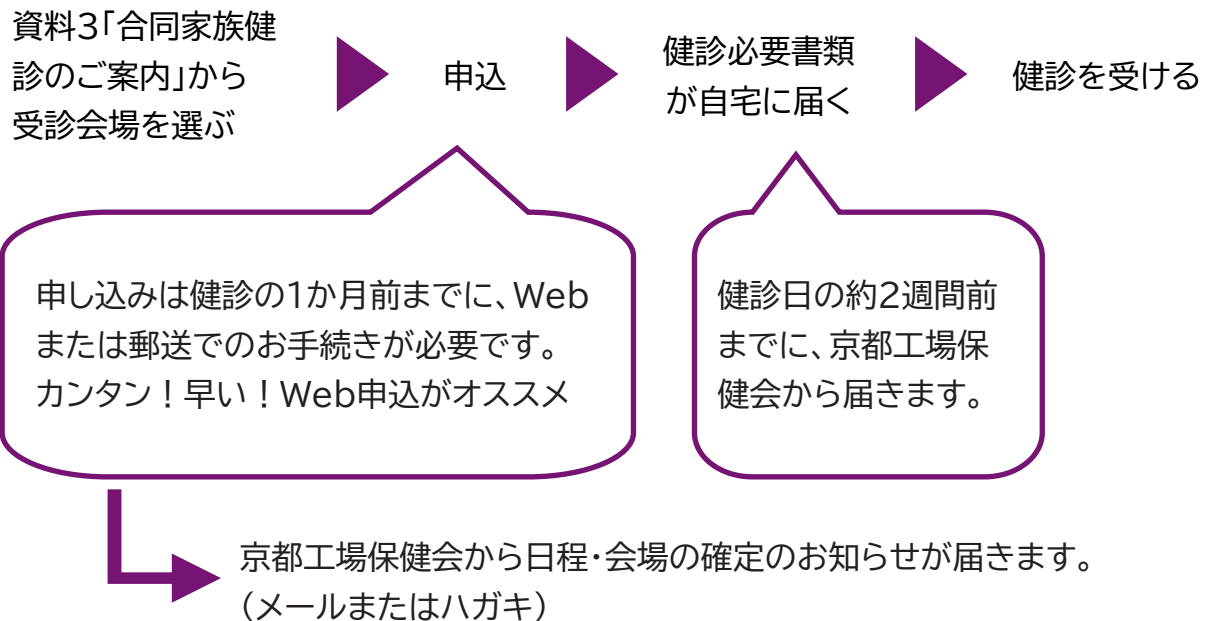 資料3「合同家族健
診のご案内」から
受診会場を選ぶ
申込
健診必要書類
が自宅に届く
健診を受ける
申し込みは健診の1か月前までに、Web
または郵送でのお手続きが必要です。
カンタン！早い！Web申込がオススメ
健診日の約2週間前
までに、京都工場保
健会から届きます。
京都工場保健会から日程・会場の確定のお知らせが届きます。
（メールまたはハガキ）